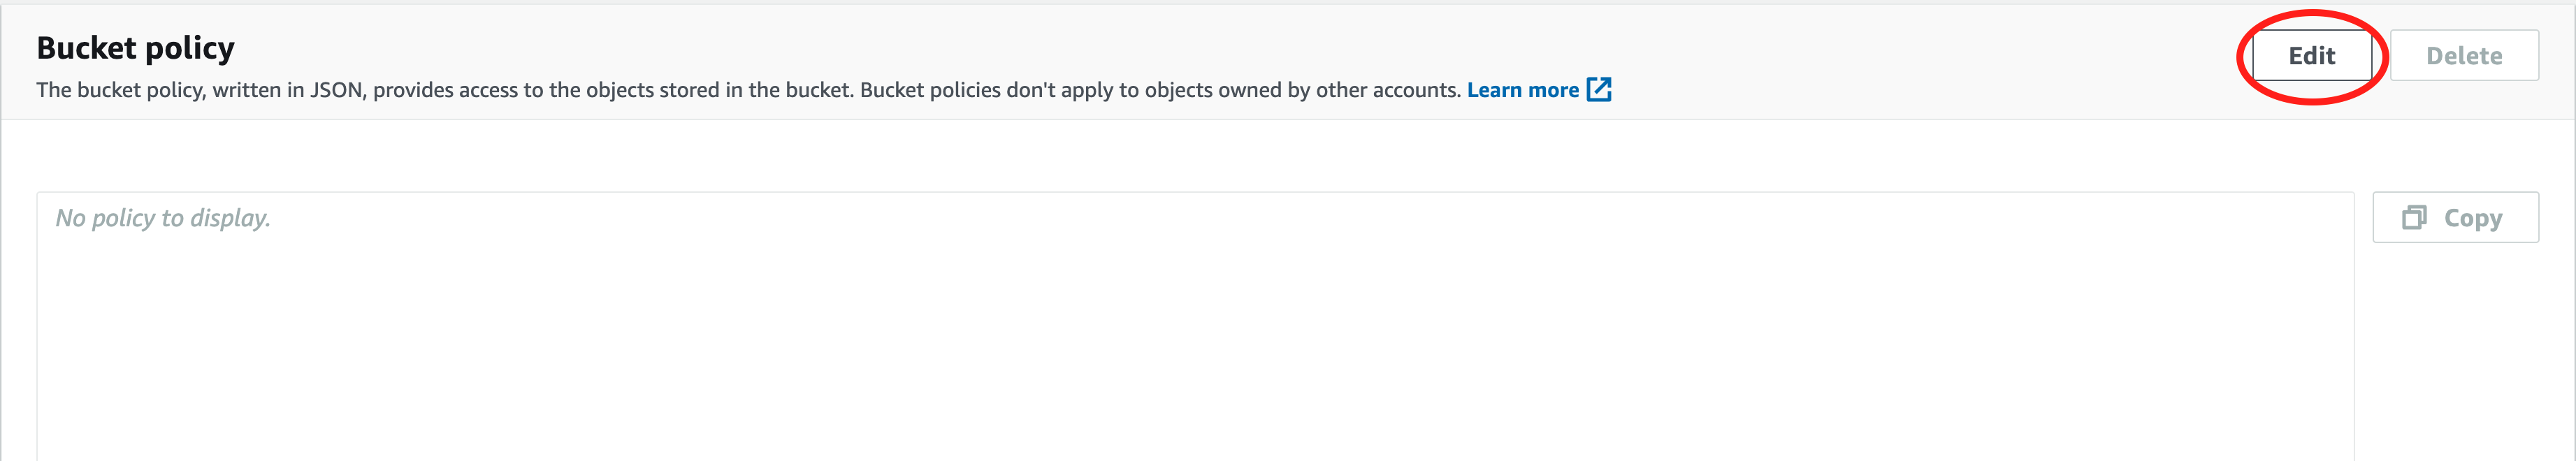 Bucket policy
Edit
Delete
The bucket policy, written in JSON, provides access to the objects stored in the bucket. Bucket policies don't apply to objects owned by other accounts. Learn more
No policy to display.
Copy